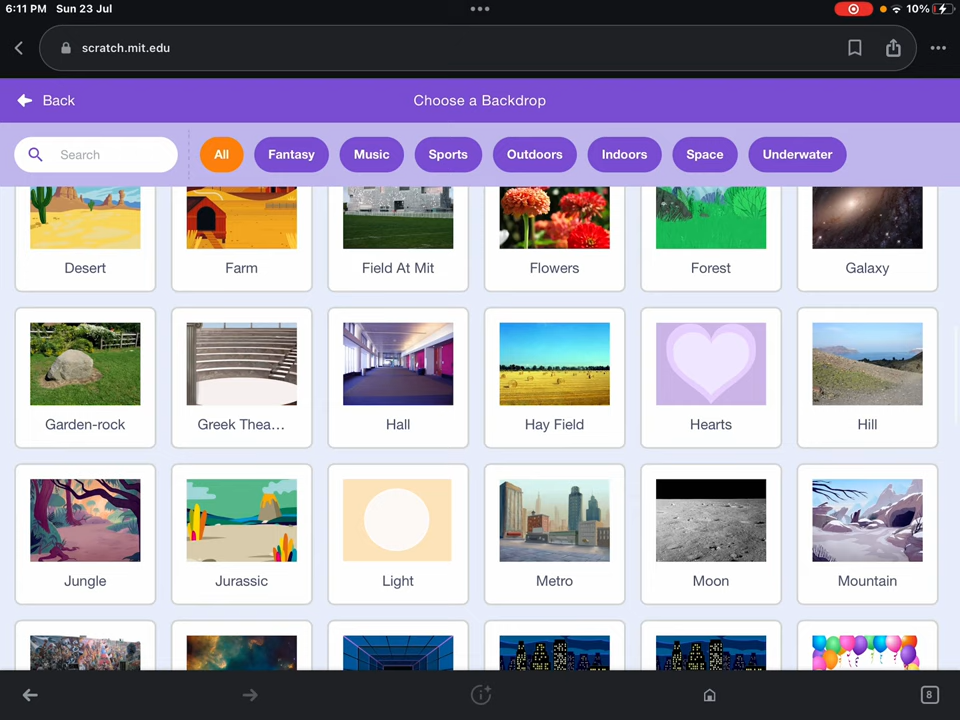 6:11 PM Sun 23 Jul
10%
scratch.mit.edu
Back
Choose a Backdrop
Search
All
Fantasy
Music
Sports
Outdoors
Indoors
Space
Underwater
Desert
Farm
Field At Mit
Flowers
Forest
Galaxy
Garden-rock
Greek Thea...
Hall
Hay Field
Hearts
Hill
Jungle
Jurassic
Light
Metro
Moon
Mountain
8